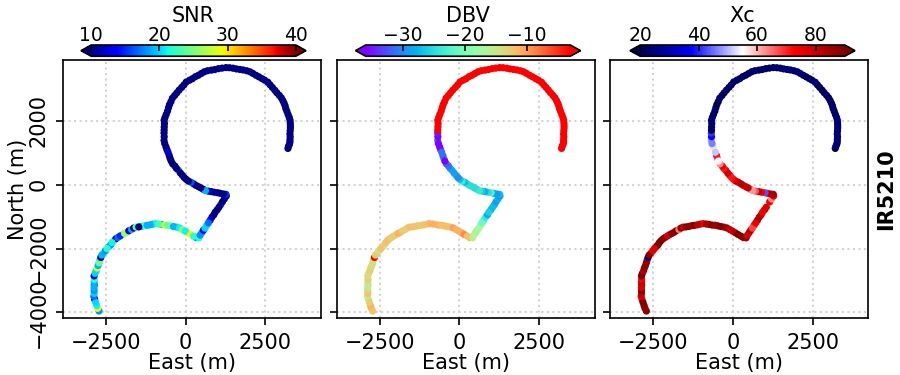 SNR DBV Xc
10 20 30 40 −30 −20 −10 20 40 60 80
North (m)
2000
0
−2000
−4000
IR5210
−2500 0 2500 −2500 0 2500 −2500 0 2500
East (m) East (m) East (m)